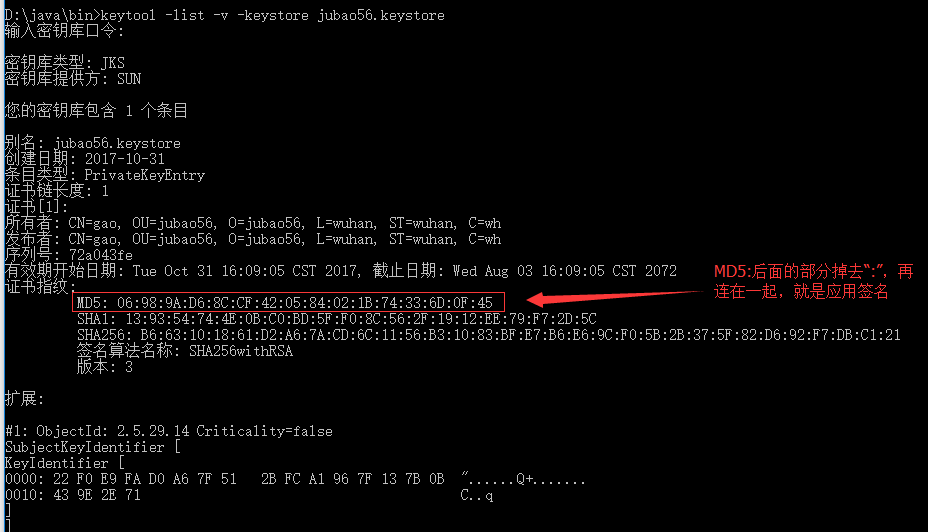 D:\java\bin>keytool -list -v -keystore jubao56.keystore
输入密钥库口令:
密钥库类型: JKS
密钥库提供方: SUN
您的密钥库包含 1 个条目
别名: jubao56.keystore
创建日期: 2017-10-31
条目类型: PrivateKeyEntry
证书链长度: 1
证书[1]:
所有者: CN=gao, OU=jubao56, O=jubao56, L=wuhan, ST=wuhan, C=wh
发布者: CN=gao, OU=jubao56, O=jubao56, L=wuhan, ST=wuhan, C=wh
序列号: 72a043fe
有效期开始日期: Tue Oct 31 16:09:05 CST 2017, 截止日期: Wed Aug 03 16:09:05 CST 2072
证书指纹:
MD5: 06:98:9A:D6:8C:CF:42:05:84:02:1B:74:33:6D:0F:45
MD5:后面的部分掉去“:”，再
连在一起，就是应用签名
SHA1: 13:93:54:74:4E:0B:C0:BD:5F:F0:8C:56:2F:19:12:EE:79:F7:2D:5C
SHA256: B6:63:10:18:61:D2:A6:7A:CD:6C:11:56:B3:10:83:BF:E7:B6:E6:9C:F0:5B:2B:37:5F:82:D6:92:F7:DB:C1:21
签名算法名称: SHA256withRSA
版本: 3
扩展:
#1: ObjectId: 2.5.29.14 Criticality=false
SubjectKeyIdentifier [
KeyIdentifier [
0000: 22 F0 E9 FA D0 A6 7F 51   2B FC A1 96 7F 13 7B 0B  "......Q+.......
0010: 43 9E 2E 71                                        C..q
]
]